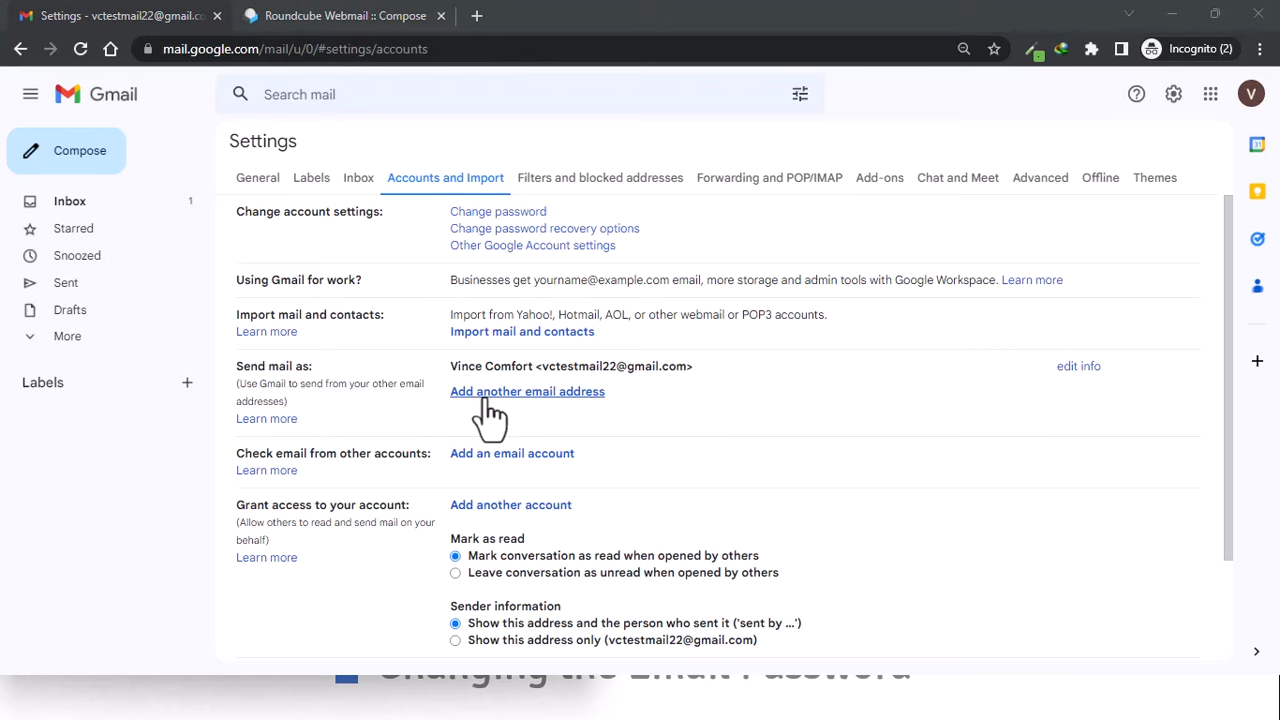 Settings - vctestmail22@gmail.co
Roundcube Webmail :: Compose
mail.google.com/mail/u/0/#settings/accounts
Incognito (2)
Gmail
Search mail
V
Compose
Inbox 1
Starred
Snoozed
Sent
Drafts
More
Labels
Settings
General Labels Inbox Accounts and Import Filters and blocked addresses Forwarding and POP/IMAP Add-ons Chat and Meet Advanced Offline Themes
Change account settings: Change password
Change password recovery options
Other Google Account settings
Using Gmail for work? Businesses get yourname@example.com email, more storage and admin tools with Google Workspace. Learn more
Import mail and contacts: Import from Yahoo!, Hotmail, AOL, or other webmail or POP3 accounts.
Learn more Import mail and contacts
Send mail as: Vince Comfort <vctestmail22@gmail.com> edit info
(Use Gmail to send from your other email
addresses)
Add another email address
Learn more
Check email from other accounts: Add an email account
Learn more
Grant access to your account: Add another account
(Allow others to read and send mail on your
behalf)
Learn more
Mark as read
Mark conversation as read when opened by others
Leave conversation as unread when opened by others
Sender information
Show this address and the person who sent it ('sent by ...')
Show this address only (vctestmail22@gmail.com)
Changing the Email Password
31